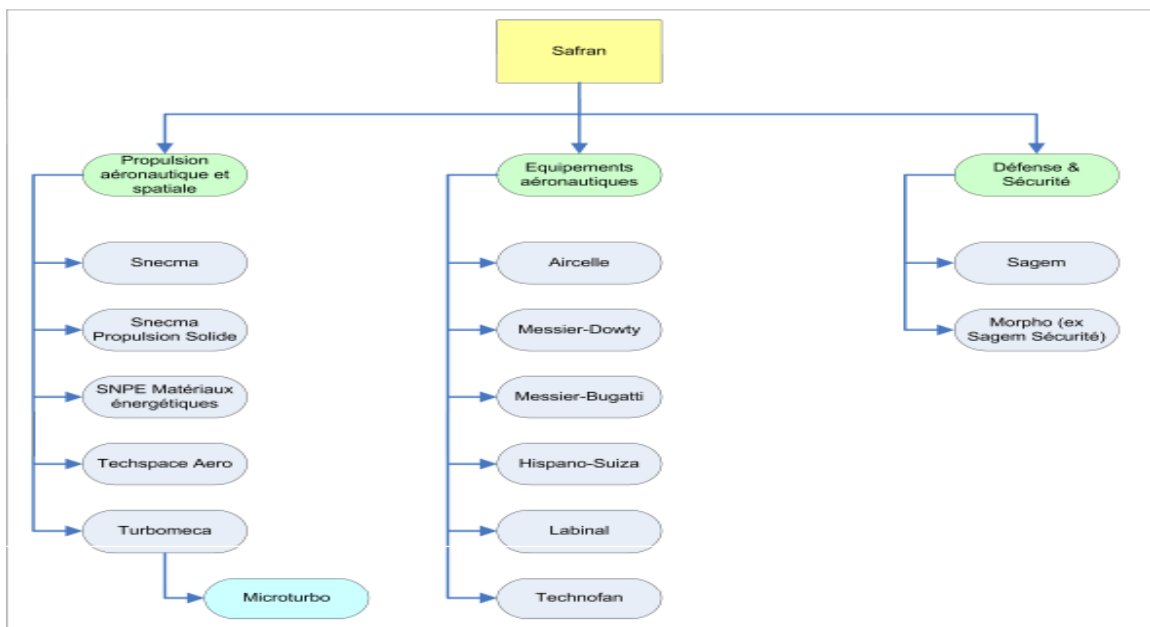 Safran
Propulsion
aéronautique et
spatiale
Equipements
aéronautiques
Défense &
Sécurité
Snecma
Snecma
Propulsion Solide
SNPE Matériaux
énergétiques
Techspace Aero
Turbomeca
Microturbo
Aircelle
Messier-Dowty
Messier-Bugatti
Hispano-Suiza
Labinal
Technofan
Sagem
Morpho (ex
Sagem Sécurité)